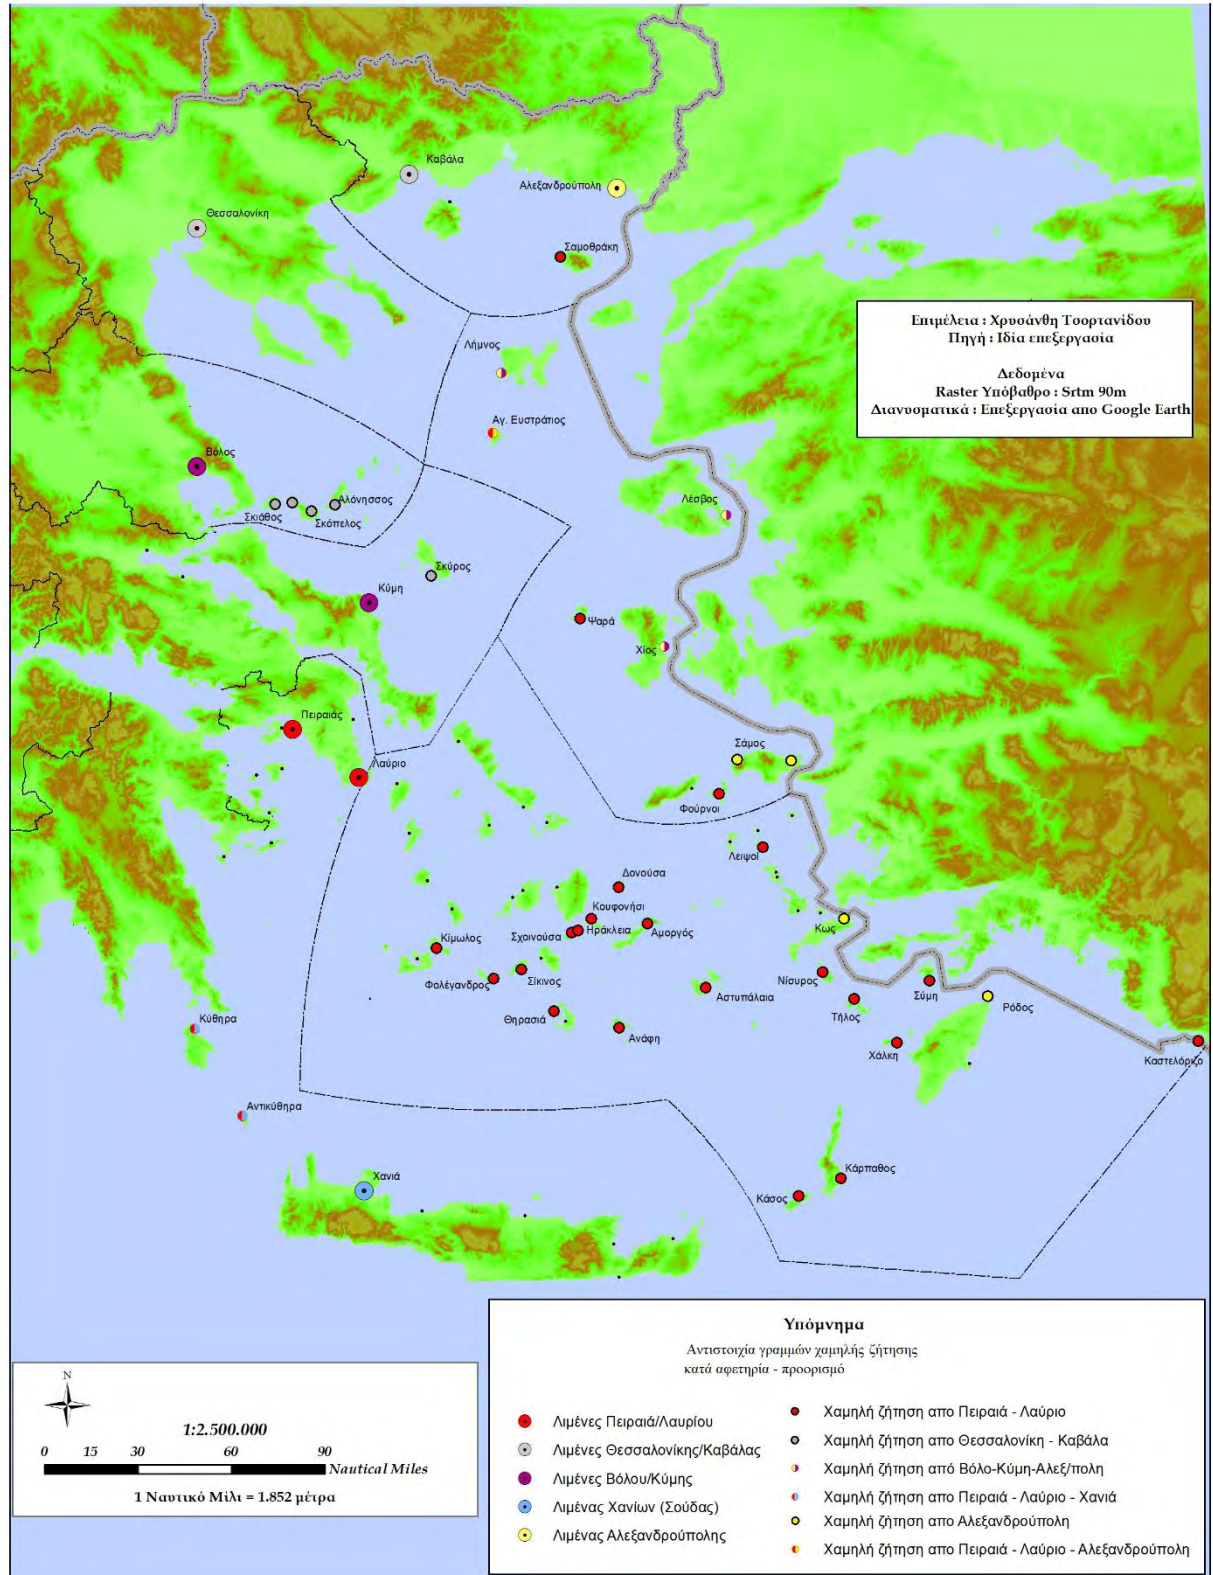 Καβάλα
Αλεξανδρούπολη
Θεσσαλονίκη
Σαμοθράκη
Επιμέλεια : Χρυσάνθη Τσορτανίδου
Πηγή : Ιδία επεξεργασία
Δεδομένα
Raster Υπόβαθρο : Srtm 90m
Διανυσματικά : Επεξεργασία απο Google Earth
Λήμνος
Αγ. Ευστράτιος
Βόλος
Λέσβος
Αλόνησσος
Σκιάθος
Σκόπελος
Σκύρος
Κύμη
Ψαρά
Χίος
Πειραιάς
Σάμος
Λαύριο
Φούρνοι
Λειψοί
Δονούσα
Κουφονήσι
Κως
Ηράκλεια
Αμοργός
Σχοινούσα
Κίμωλος
Φολέγανδρος
Σίκινος
Νίσυρος
Σύμη
Αστυπάλαια
Ρόδος
Τήλος
Θηρασιά
Κύθηρα
Ανάφη
Χάλκη
Καστελόριζο
Αντικύθηρα
Χανιά
Κάρπαθος
Κάσος
Υπόμνημα
Αντιστοιχία γραμμών χαμηλής ζήτησης
κατά αφετηρία - προορισμό
Λιμένες Πειραιά/Λαυρίου
Λιμένες Θεσσαλονίκης/Καβάλας
Λιμένες Βόλου/Κύμης
Λιμένας Χανίων (Σούδας)
Λιμένας Αλεξανδρούπολης
Χαμηλή ζήτηση απο Πειραιά - Λαύριο
Χαμηλή ζήτηση απο Θεσσαλονίκη - Καβάλα
Χαμηλή ζήτηση από Βόλο-Κύμη-Αλεξ/πολη
Χαμηλή ζήτηση απο Πειραιά - Λαύριο - Χανιά
Χαμηλή ζήτηση απο Αλεξανδρούπολη
Χαμηλή ζήτηση απο Πειραιά - Λαύριο - Αλεξανδρούπολη
N
1:2.500.000
0 15 30 60 90
Nautical Miles
1 Ναυτικό Μίλι = 1.852 μέτρα